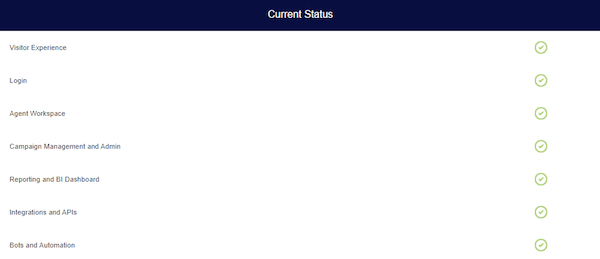 Current Status
Visitor Experience
Login
Agent Workspace
Campaign Management and Admin
Reporting and BI Dashboard
Integrations and APIs
Bots and Automation